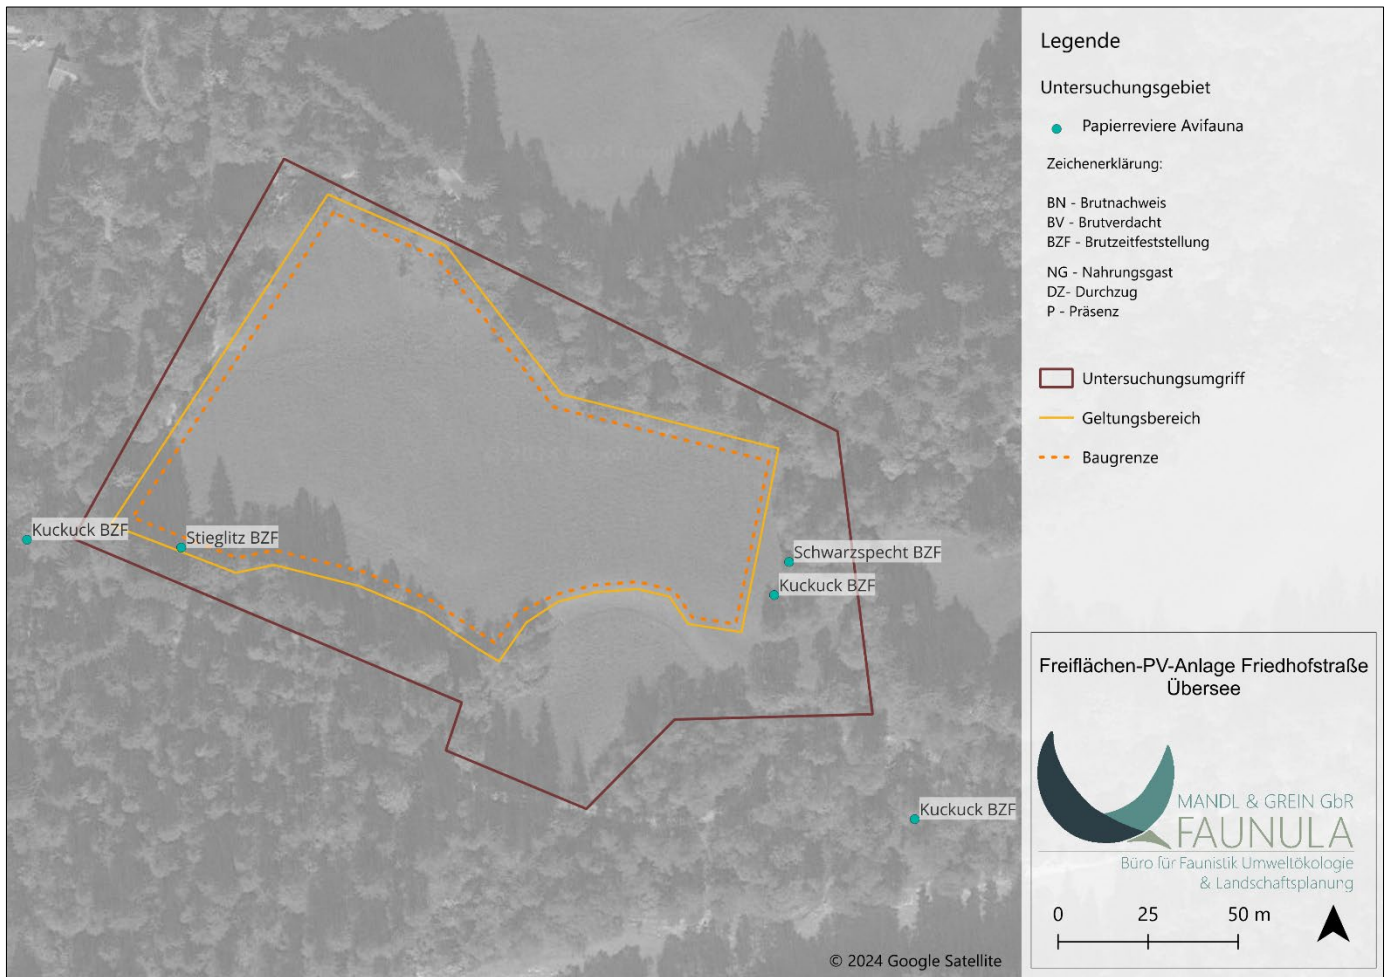 Legende
Untersuchungsgebiet
Papierreviere Avifauna
Zeichenerklärung:
BN - Brutnachweis
BV - Brutverdacht
BZF - Brutzeitfeststellung
NG - Nahrungsgast
DZ- Durchzug
P - Präsenz
Untersuchungsumgriff
Geltungsbereich
Baugrenze
Kuckuck BZF
Stieglitz BZF
Schwarzspecht BZF
Kuckuck BZF
Kuckuck BZF
Freiflächen-PV-Anlage Friedhofstraße
Übersee
MANDL & GREIN GbR
FAUNULA
Büro für Faunistik Umweltökologie
& Landschaftsplanung
0 25 50 m
© 2024 Google Satellite